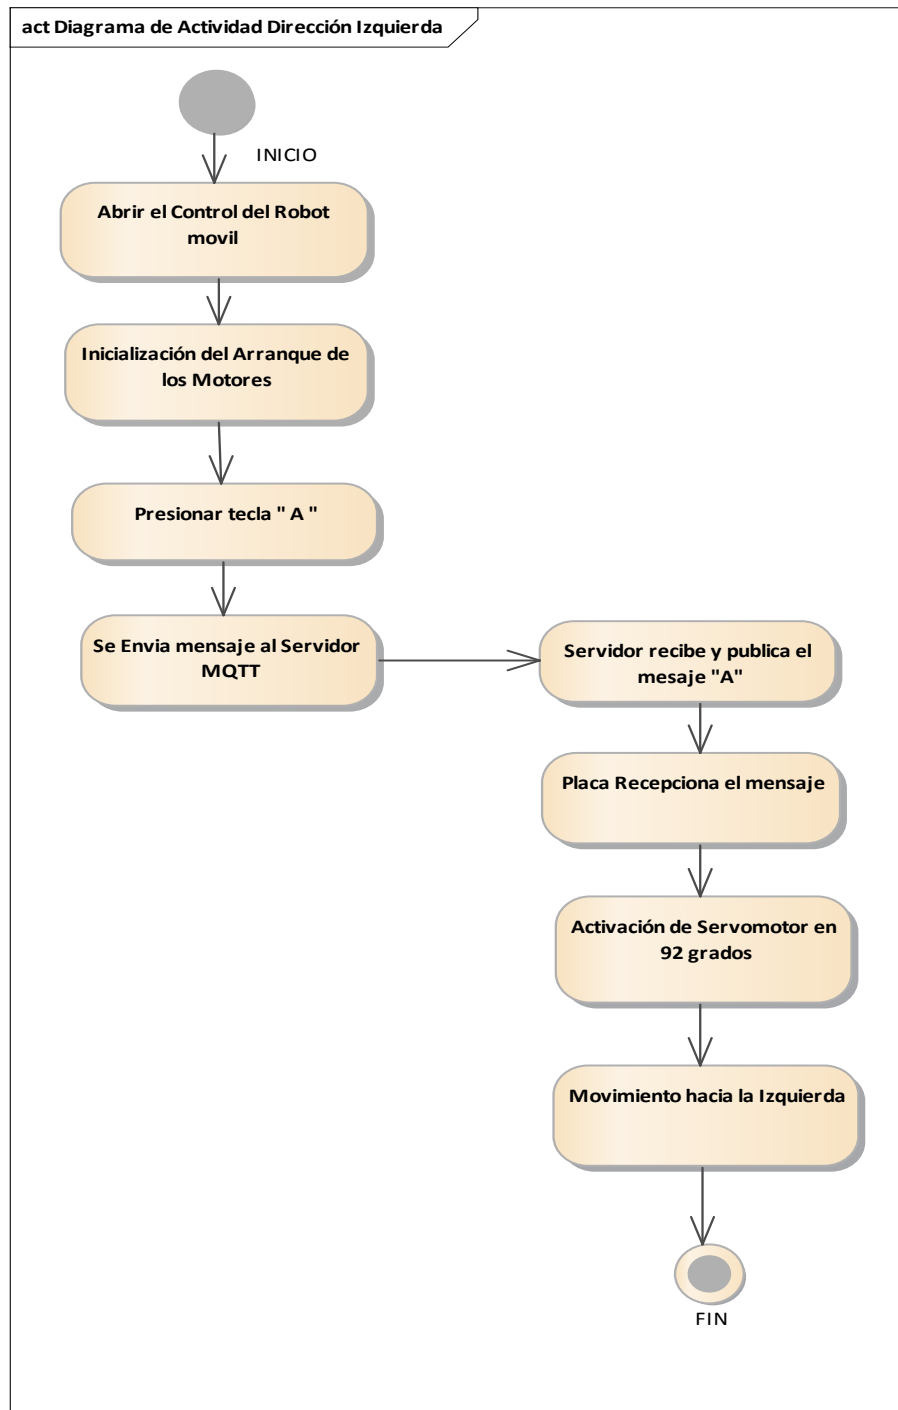 act Diagrama de Actividad Dirección Izquierda
INICIO
Abrir el Control del Robot
movil
Inicialización del Arranque de
los Motores
Presionar tecla " A "
Se Envia mensaje al Servidor
MQTT
Servidor recibe y publica el
mesaje "A"
Placa Recepciona el mensaje
Activación de Servomotor en
92 grados
Movimiento hacia la Izquierda
FIN